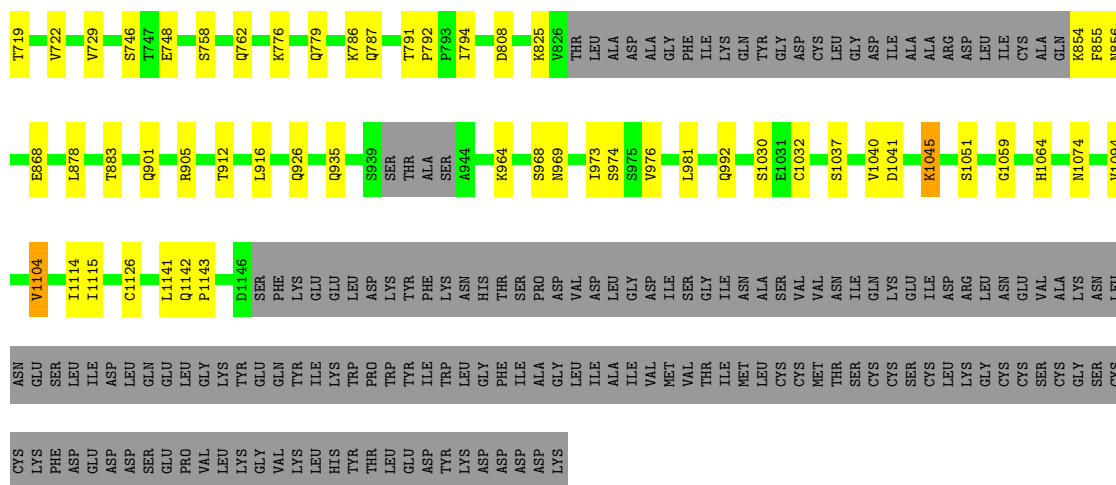 T719 V722 V729 S746 T747 E748 S758 Q762 K776 Q779 K786 Q787 T791 P792 P793 I794 D808 K825 V826 THR LEU ALA ASP ALA GLY PHE ILE LYS GLN TYR GLY ASP CYS LEU GLY ASP ILE ALA ALA ARG ASP LEU ILE CYS ALA GLN K854 F855 N856
E868 L878 T883 Q901 R905 T912 L916 Q926 Q935 S939 SER THR ALA SER A944 K964 S968 N969 I973 S974 S975 V976 L981 Q992 S1030 E1031 C1032 S1037 V1040 D1041 K1045 S1051 G1059 H1064 N1074
V1104 I1114 I1115 C1126 L1141 Q1142 P1143 D1146 SER PHE LYS GLU GLU LEU ASP LYS TYR PHE LYS ASN HIS THR SER PRO ASP VAL ASP LEU GLY ASP ILE SER GLY ILE ASN ALA SER VAL VAL ASN ILE GLN LYS GLU ILE ASP ARG LEU ASN GLU VAL ALA LYS ASN LEU
ASN GLU SER LEU ILE ASP LEU GLN GLU LEU GLY LYS TYR GLU GLN TYR ILE LYS TRP PRO TRP TYR ILE TRP LEU GLY PHE ILE ALA GLY LEU ILE ALA ILE VAL MET VAL THR ILE MET LEU CYS CYS MET THR SER CYS CYS SER CYS LEU LYS GLY CYS CYS SER CYS GLY SER CYS
CYS LYS PHE ASP GLU ASP ASP SER GLU PRO VAL LEU LYS GLY VAL LYS LEU HIS TYR THR LEU GLU ASP TYR LYS ASP ASP ASP ASP LYS